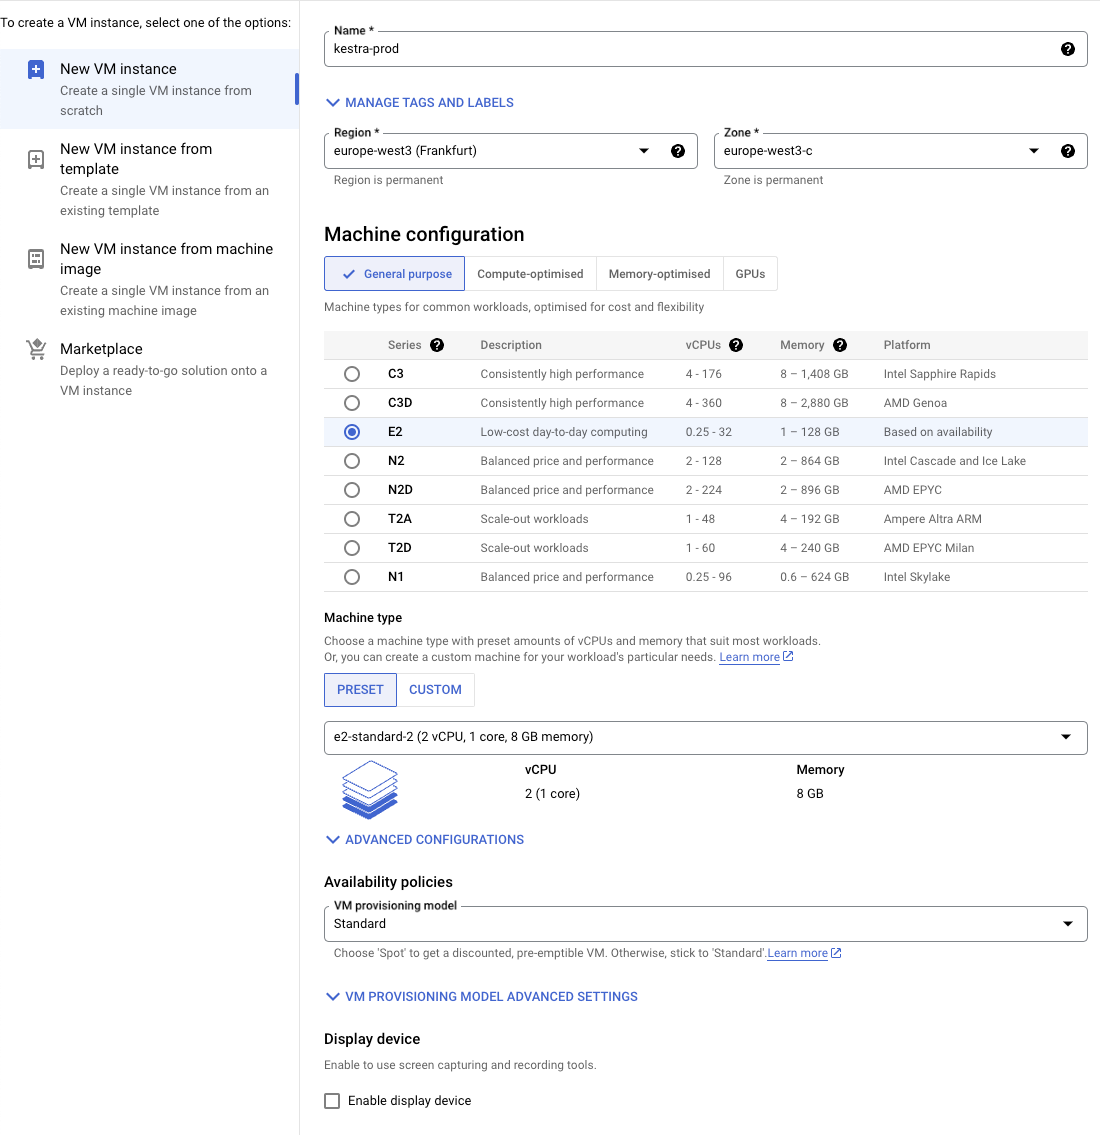 To create a VM instance, select one of the options:
New VM instance
Create a single VM instance from
scratch
New VM instance from
template
Create a single VM instance from an
existing template
New VM instance from machine
image
Create a single VM instance from an
existing machine image
Marketplace
Deploy a ready-to-go solution onto a
VM instance
Name *
kestra-prod
MANAGE TAGS AND LABELS
Region *
europe-west3 (Frankfurt)
Region is permanent
Zone *
europe-west3-c
Zone is permanent
Machine configuration
General purpose Compute-optimised Memory-optimised GPUs
Machine types for common workloads, optimised for cost and flexibility
Series Description vCPUs Memory Platform
C3 Consistently high performance 4 - 176 8 – 1,408 GB Intel Sapphire Rapids
C3D Consistently high performance 4 - 360 8 – 2,880 GB AMD Genoa
E2 Low-cost day-to-day computing 0.25 - 32 1 – 128 GB Based on availability
N2 Balanced price and performance 2 - 128 2 – 864 GB Intel Cascade and Ice Lake
N2D Balanced price and performance 2 - 224 2 – 896 GB AMD EPYC
T2A Scale-out workloads 1 - 48 4 – 192 GB Ampere Altra ARM
T2D Scale-out workloads 1 - 60 4 – 240 GB AMD EPYC Milan
N1 Balanced price and performance 0.25 - 96 0.6 – 624 GB Intel Skylake
Machine type
Choose a machine type with preset amounts of vCPUs and memory that suit most workloads.
Or, you can create a custom machine for your workload's particular needs. Learn more
PRESET CUSTOM
e2-standard-2 (2 vCPU, 1 core, 8 GB memory)
vCPU Memory
2 (1 core) 8 GB
ADVANCED CONFIGURATIONS
Availability policies
VM provisioning model
Standard
Choose 'Spot' to get a discounted, pre-emptible VM. Otherwise, stick to 'Standard'.Learn more
VM PROVISIONING MODEL ADVANCED SETTINGS
Display device
Enable to use screen capturing and recording tools.
Enable display device